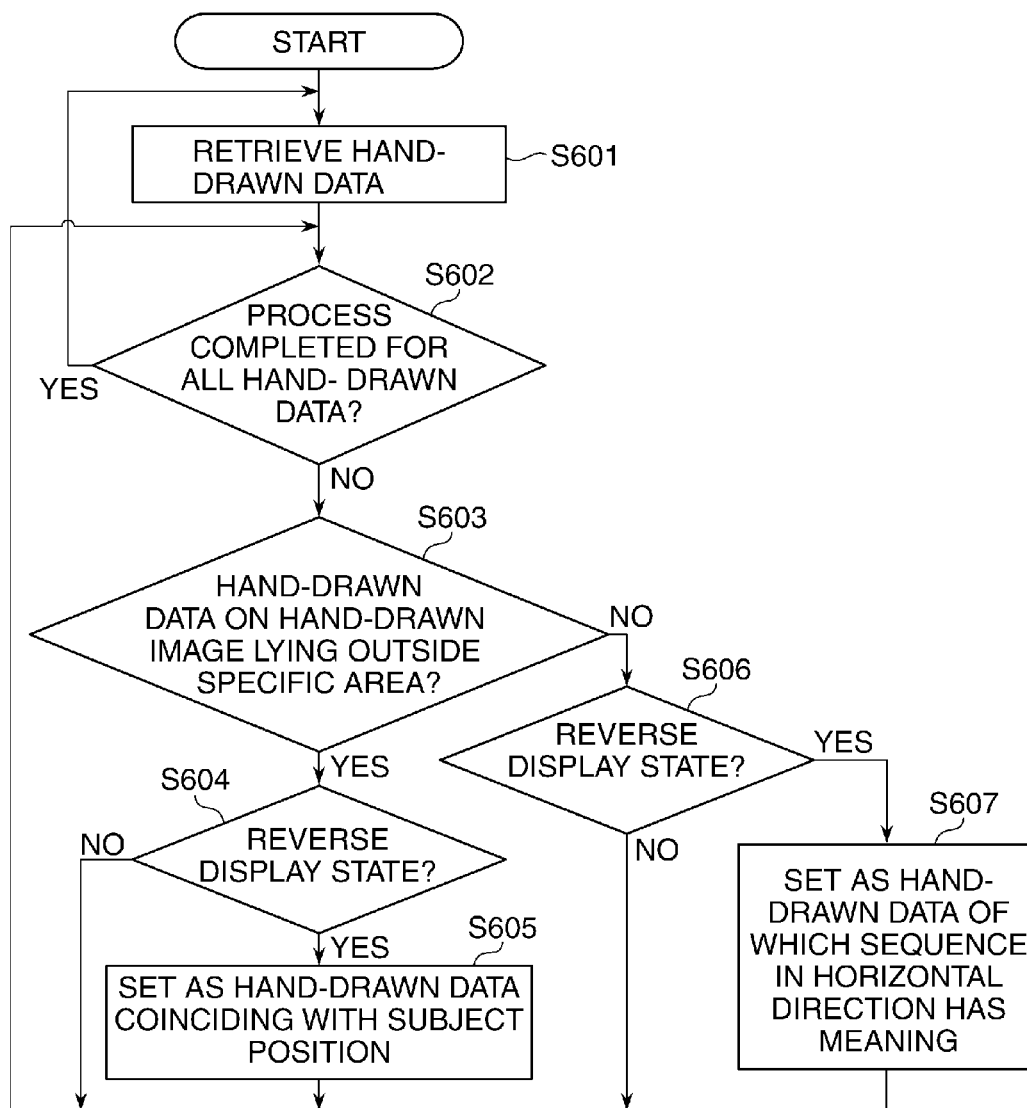 START
RETRIEVE HAND-
DRAWN DATA
S601
S602
PROCESS
COMPLETED FOR
ALL HAND- DRAWN
DATA?
YES
NO
S603
HAND-DRAWN
DATA ON HAND-DRAWN
IMAGE LYING OUTSIDE
SPECIFIC AREA?
NO
YES
S606
REVERSE
DISPLAY STATE?
YES
NO
S604
REVERSE
DISPLAY STATE?
NO
YES
S605
SET AS HAND-DRAWN DATA
COINCIDING WITH SUBJECT
POSITION
S607
SET AS HAND-
DRAWN DATA OF
WHICH SEQUENCE
IN HORIZONTAL
DIRECTION HAS
MEANING